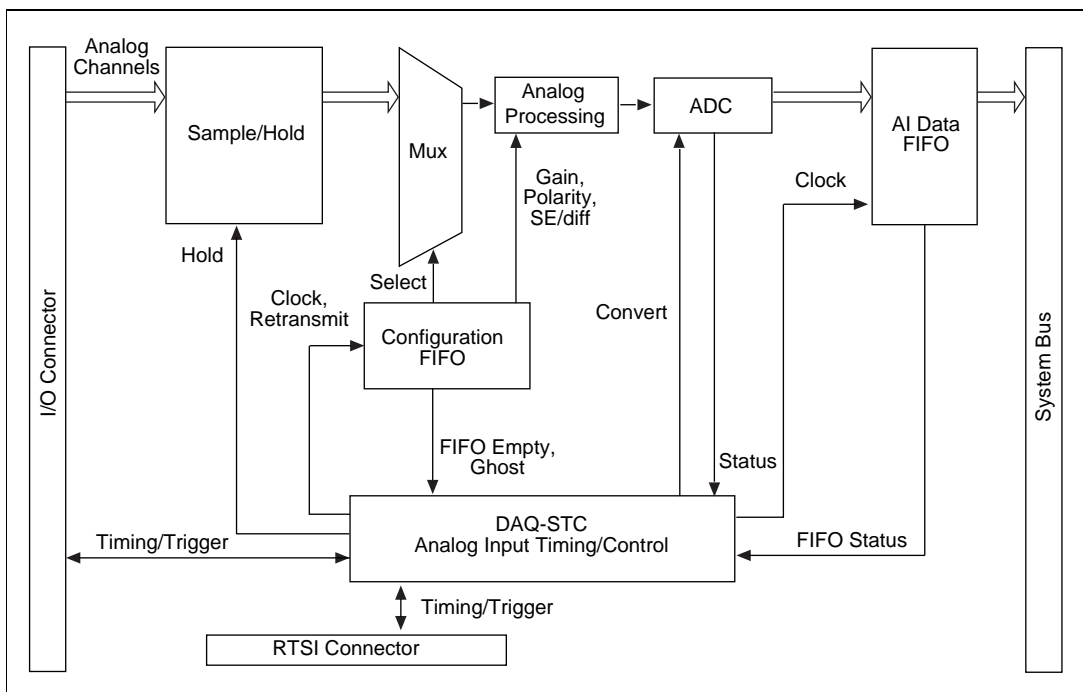 Analog
Channels
Sample/Hold
Mux
Analog
Processing
ADC
AI Data
FIFO
Gain,
Polarity,
SE/diff
Clock
Hold
Select
Clock,
Retransmit
Configuration
FIFO
Convert
I/O Connector
System Bus
FIFO Empty,
Ghost
Status
DAQ-STC
Analog Input Timing/Control
Timing/Trigger
FIFO Status
Timing/Trigger
RTSI Connector